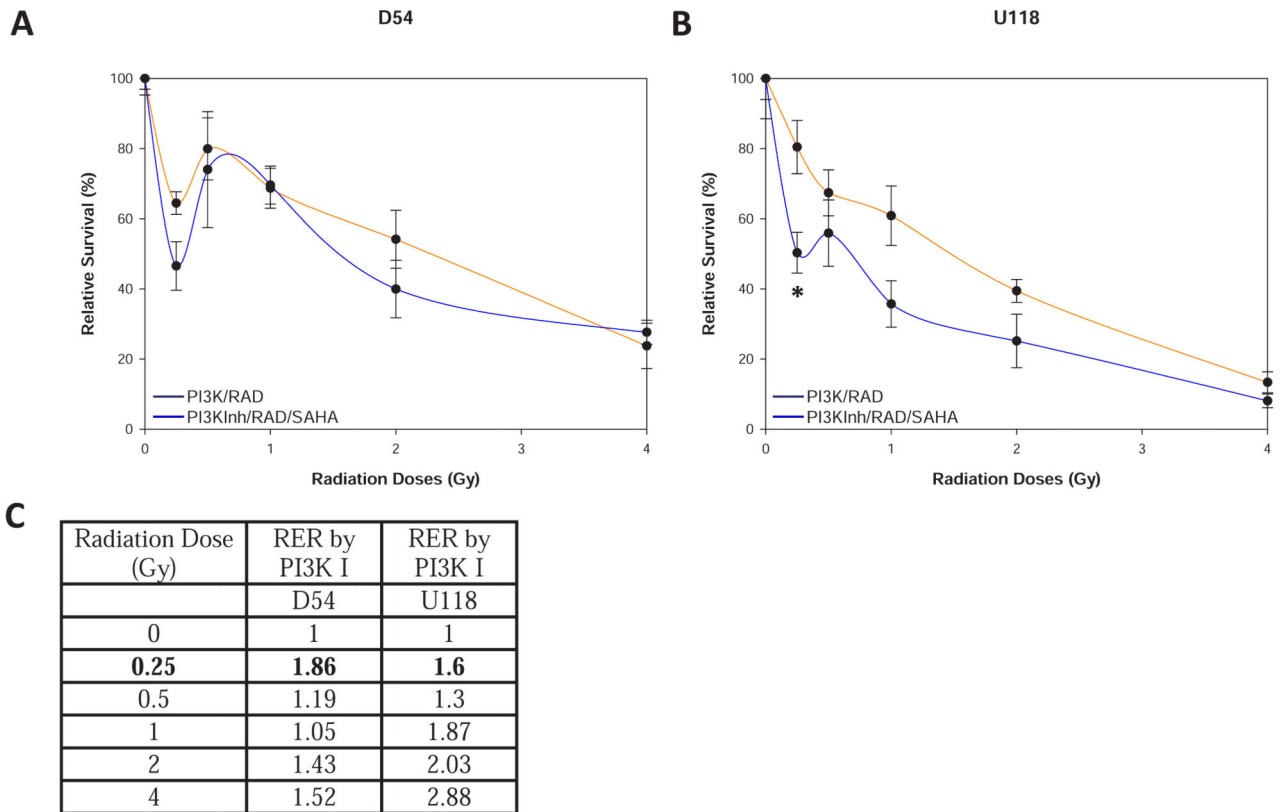 A
D54
Relative Survival (%)
100
80
60
40
20
0
PI3K/RAD
PI3KInh/RAD/SAHA
0 1 2 3 4
Radiation Doses (Gy)
B
U118
Relative Survival (%)
100
80
60
40
20
0
*
PI3K/RAD
PI3KInh/RAD/SAHA
0 1 2 3 4
Radiation Doses (Gy)
C
Radiation Dose (Gy) RER by PI3K I RER by PI3K I
D54 U118
0 1 1
0.25 1.86 1.6
0.5 1.19 1.3
1 1.05 1.87
2 1.43 2.03
4 1.52 2.88